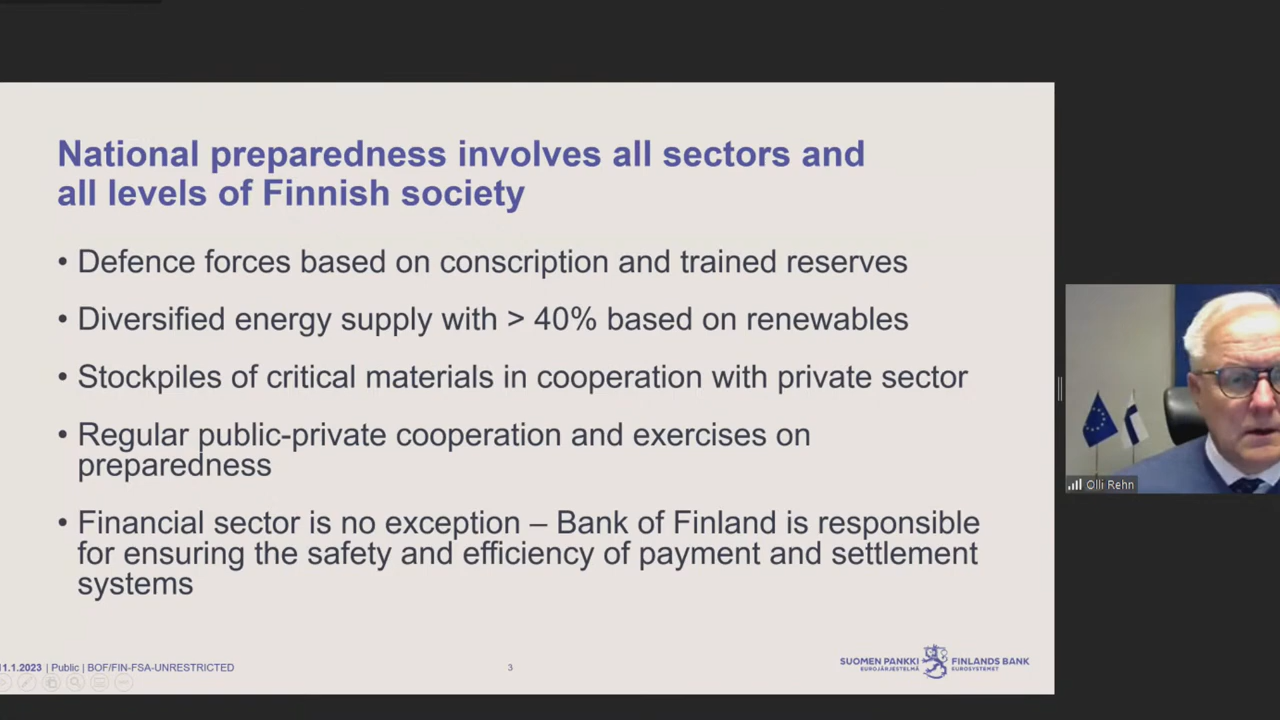 National preparedness involves all sectors and
all levels of Finnish society
• Defence forces based on conscription and trained reserves
• Diversified energy supply with > 40% based on renewables
• Stockpiles of critical materials in cooperation with private sector
• Regular public-private cooperation and exercises on
preparedness
• Financial sector is no exception – Bank of Finland is responsible
for ensuring the safety and efficiency of payment and settlement
systems
Olli Rehn
11.1.2023 | Public | BOF/FIN-FSA-UNRESTRICTED
3
SUOMEN PANKKI
EUROJÄRJESTELMÄ
FINLANDS BANK
EUROSYSTEMET